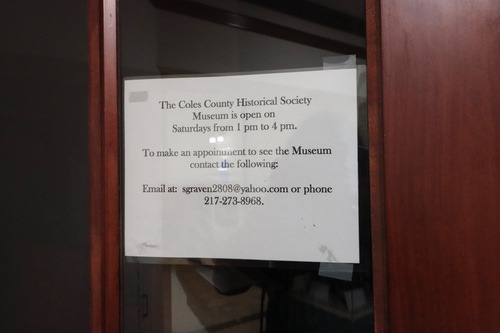 The Coles County Historical Society
Museum is open on
Saturdays from 1 pm to 4 pm.
To make an appoinment to see the Museum
contact the following:
Email at: sgraven2808@yahoo.com or phone
217-273-8968.